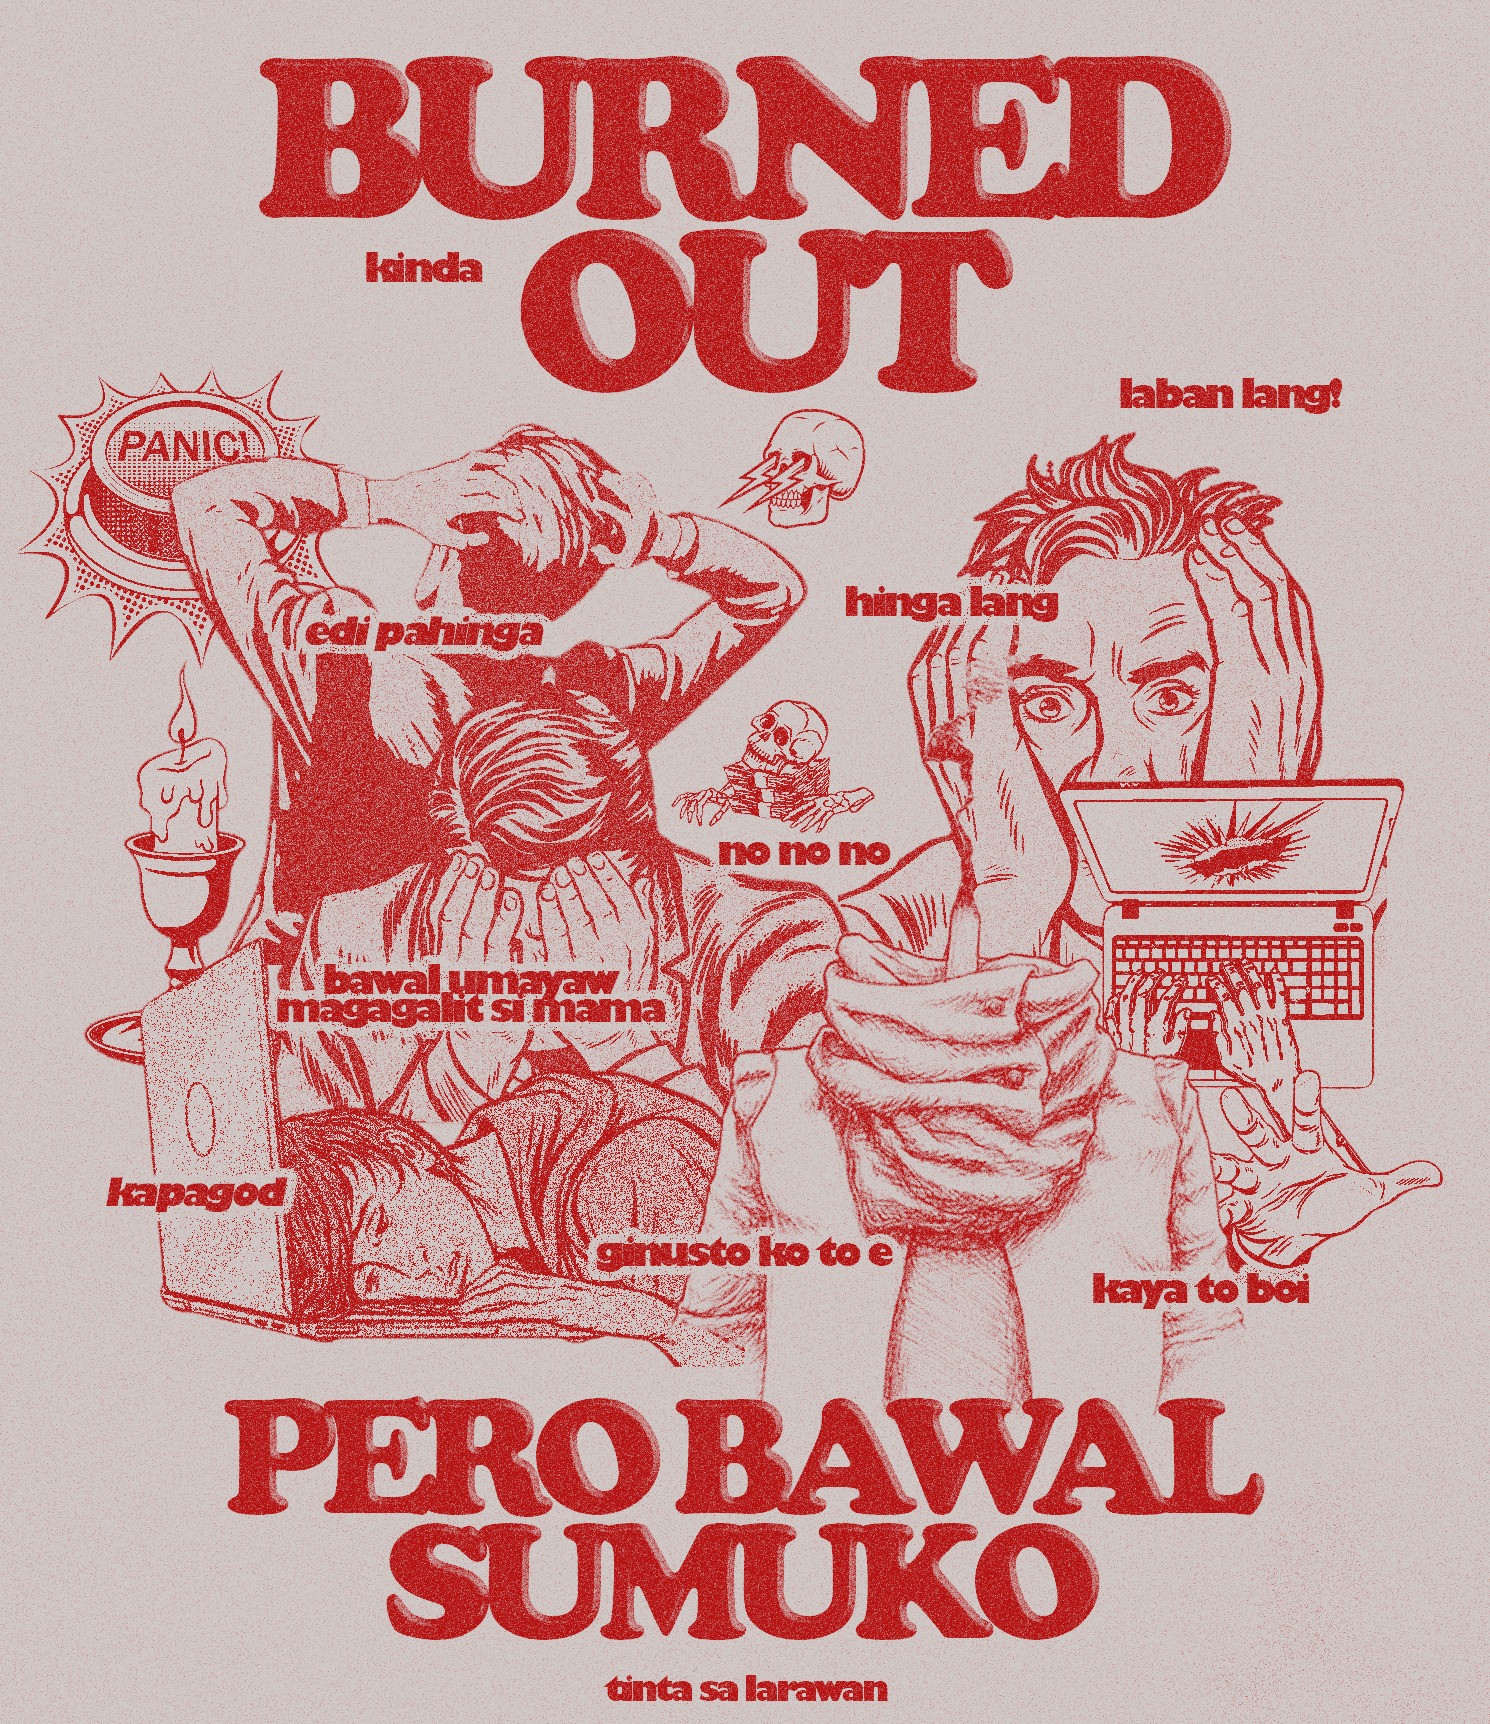 BURNED
kinda
OUT
laban lang!
PANIC!
hinga lang
edi pahinga
no no no
bawal umayaw
magagalit si mama
kapagod
ginusto ko to e
kaya to boi
PERO BAWAL
SUMUKO
tinta sa larawan